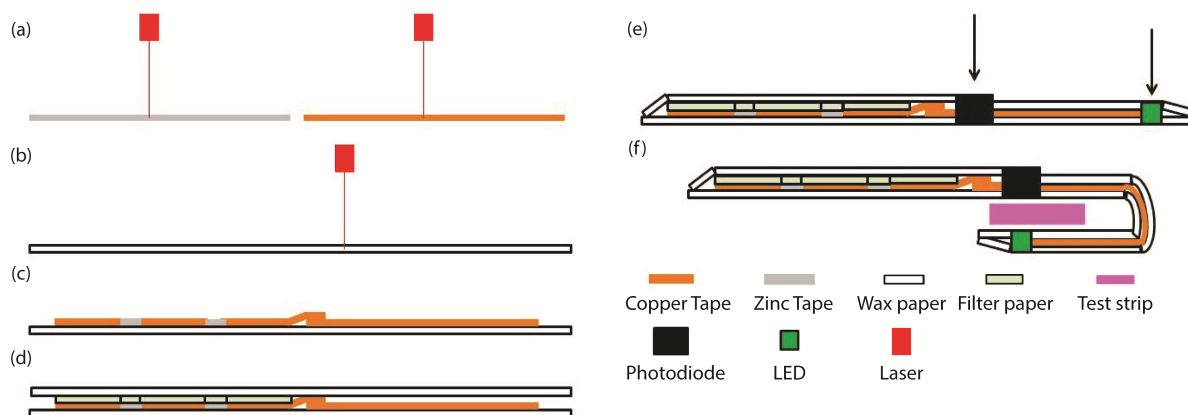 (a)
(b)
(c)
(d)
(e)
(f)
Copper Tape Zinc Tape Wax paper Filter paper Test strip
Photodiode LED Laser